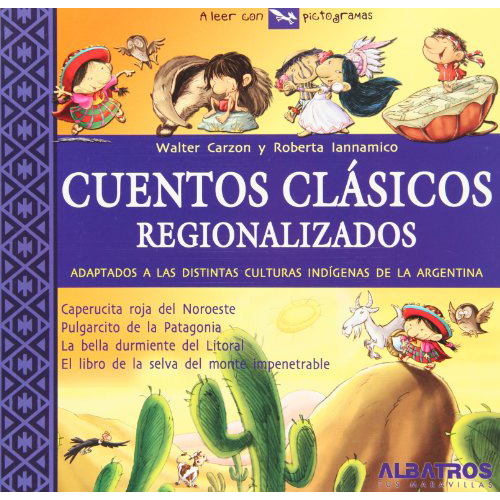 A leer con pictogramas
Walter Carzon y Roberta Iannamico
CUENTOS CLÁSICOS
REGIONALIZADOS
ADAPTADOS A LAS DISTINTAS CULTURAS INDÍGENAS DE LA ARGENTINA
Caperucita roja del Noroeste
Pulgarcito de la Patagonia
La bella durmiente del Litoral
El libro de la selva del monte impenetrable
ALBATROS
TUS MARAVILLAS